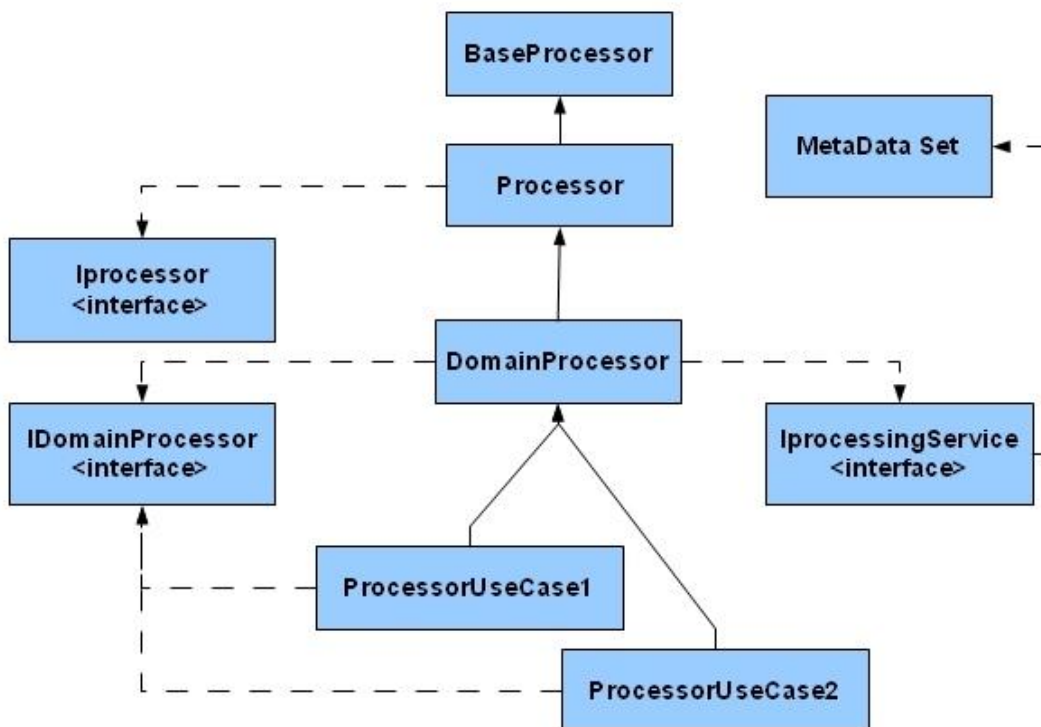 BaseProcessor
MetaData Set
Processor
Iprocessor
<interface>
DomainProcessor
IDomainProcessor
<interface>
IprocessingService
<interface>
ProcessorUseCase1
ProcessorUseCase2